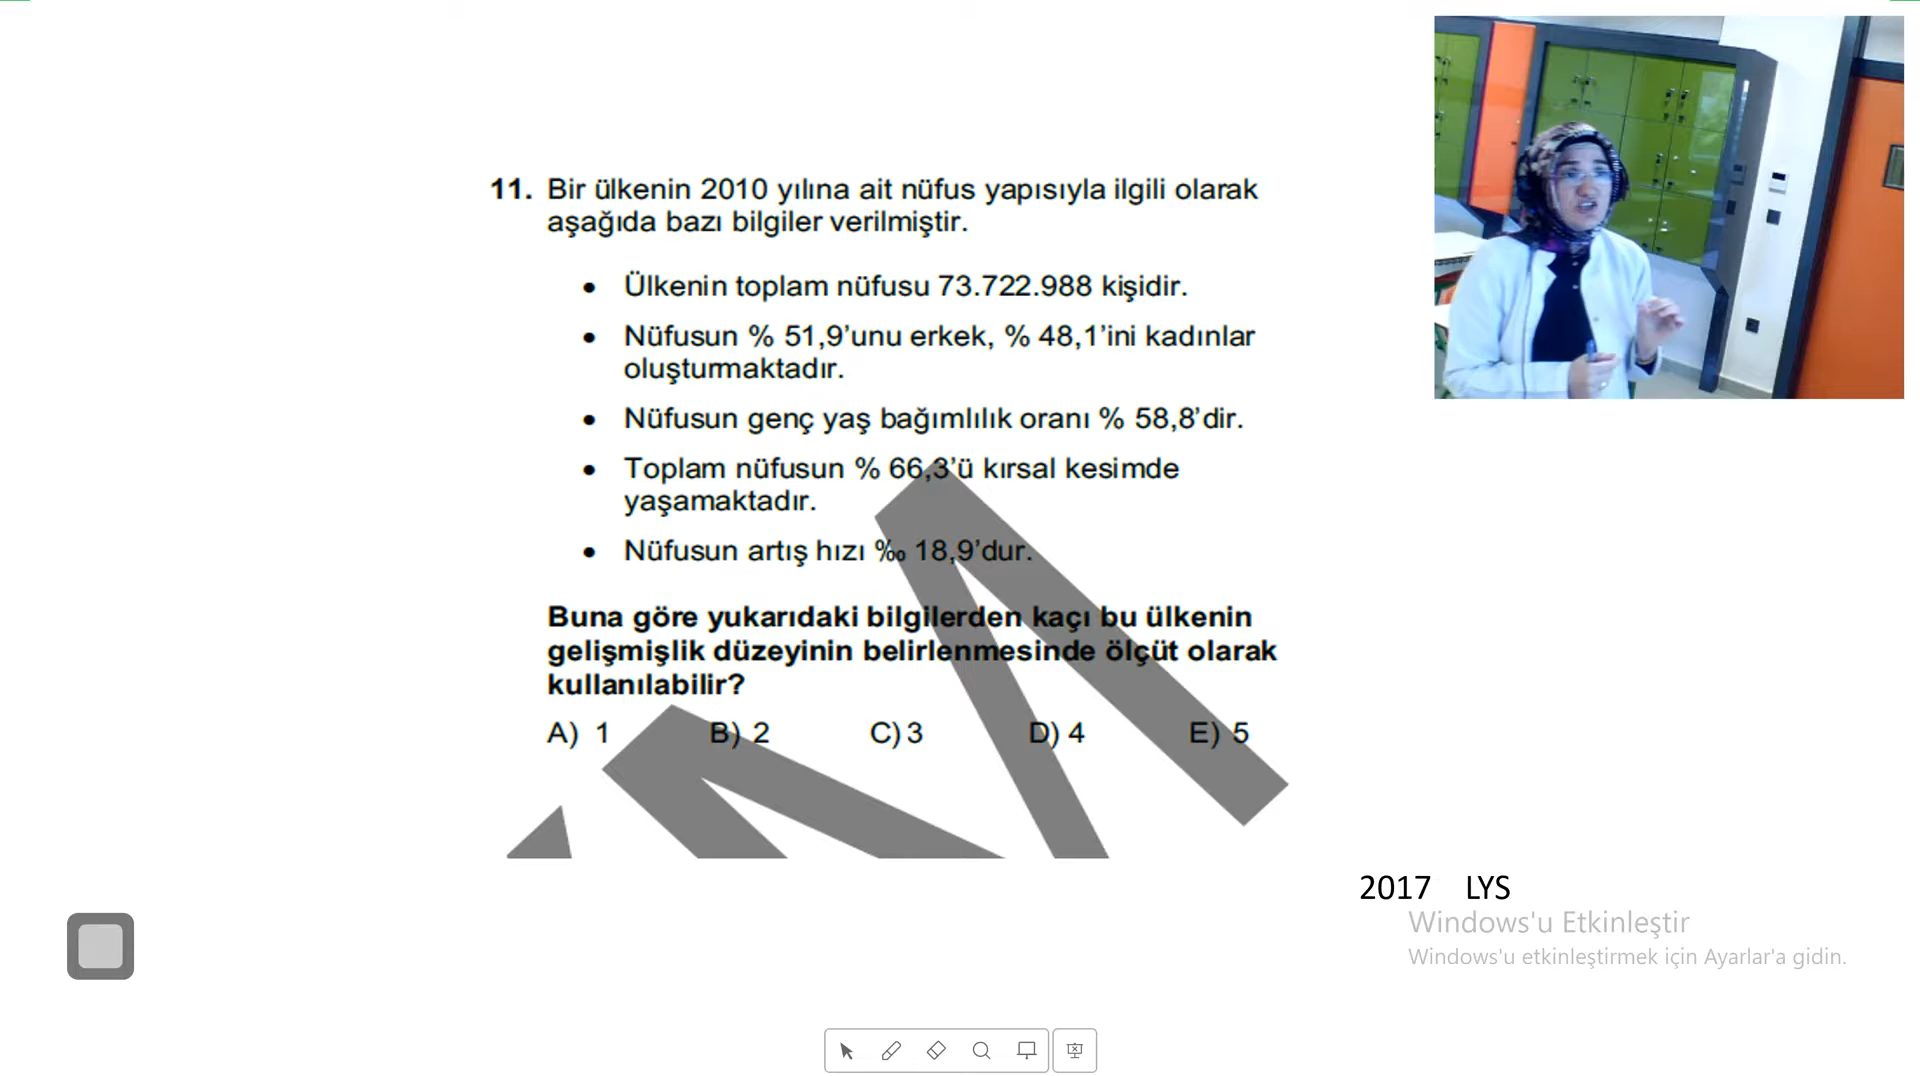 11. Bir ülkenin 2010 yılına ait nüfus yapısıyla ilgili olarak
aşağıda bazı bilgiler verilmiştir.
• Ülkenin toplam nüfusu 73.722.988 kişidir.
• Nüfusun % 51,9’unu erkek, % 48,1’ini kadınlar
oluşturmaktadır.
• Nüfusun genç yaş bağımlılık oranı % 58,8’dir.
• Toplam nüfusun % 66,3’ü kırsal kesimde
yaşamaktadır.
• Nüfusun artış hızı ‰ 18,9’dur.
Buna göre yukarıdaki bilgilerden kaçı bu ülkenin
gelişmişlik düzeyinin belirlenmesinde ölçüt olarak
kullanılabilir?
A) 1 B) 2 C) 3 D) 4 E) 5
2017 LYS
Windows'u Etkinleştir
Windows'u etkinleştirmek için Ayarlar'a gidin.